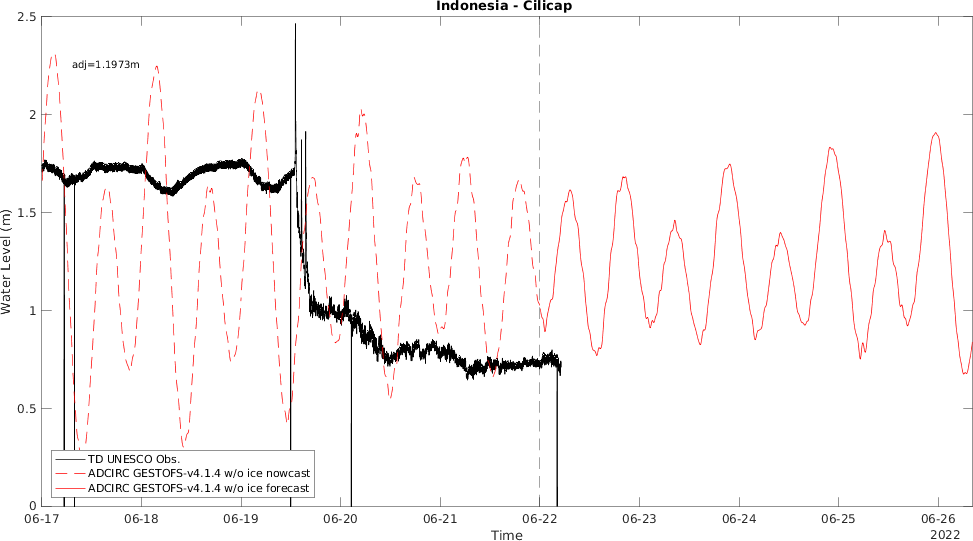 Indonesia - Cilicap
adj=1.1973m
2.5
2
1.5
1
0.5
0
Water Level (m)
TD UNESCO Obs.
ADCIRC GESTOFS-v4.1.4 w/o ice nowcast
ADCIRC GESTOFS-v4.1.4 w/o ice forecast
06-17 06-18 06-19 06-20 06-21 06-22 06-23 06-24 06-25 06-26
2022
Time